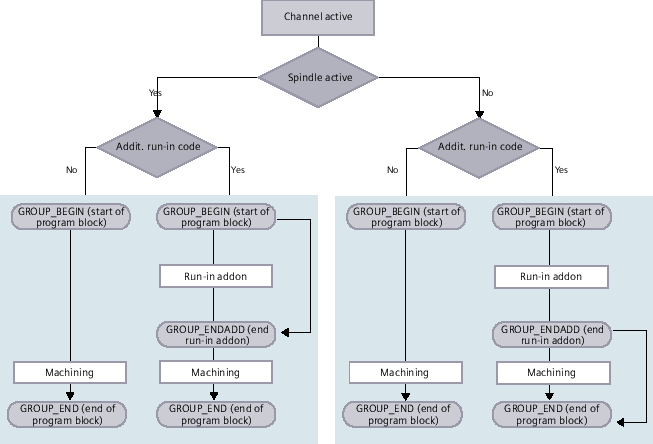 Channel active
Spindle active
Yes
No
Addit. run-in code
Addit. run-in code
No
Yes
No
Yes
GROUP_BEGIN (start of
program block)
GROUP_BEGIN (start of
program block)
GROUP_BEGIN (start of
program block)
GROUP_BEGIN (start of
program block)
Run-in addon
Run-in addon
GROUP_ENDADD (end
run-in addon)
GROUP_ENDADD (end
run-in addon)
Machining
Machining
Machining
Machining
GROUP_END (end of
program block)
GROUP_END (end of
program block)
GROUP_END (end of
program block)
GROUP_END (end of
program block)